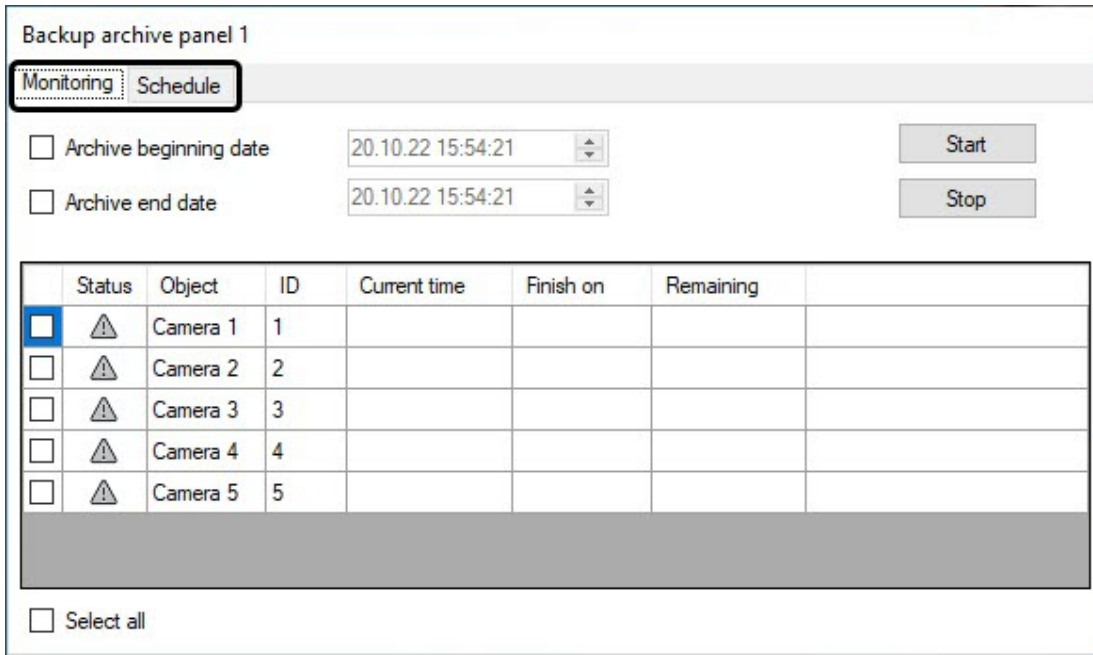 Backup archive panel 1
Monitoring Schedule
Archive beginning date 20.10.22 15:54:21 Start
Archive end date 20.10.22 15:54:21 Stop
Status Object ID Current time Finish on Remaining
Camera 1 1
Camera 2 2
Camera 3 3
Camera 4 4
Camera 5 5
Select all